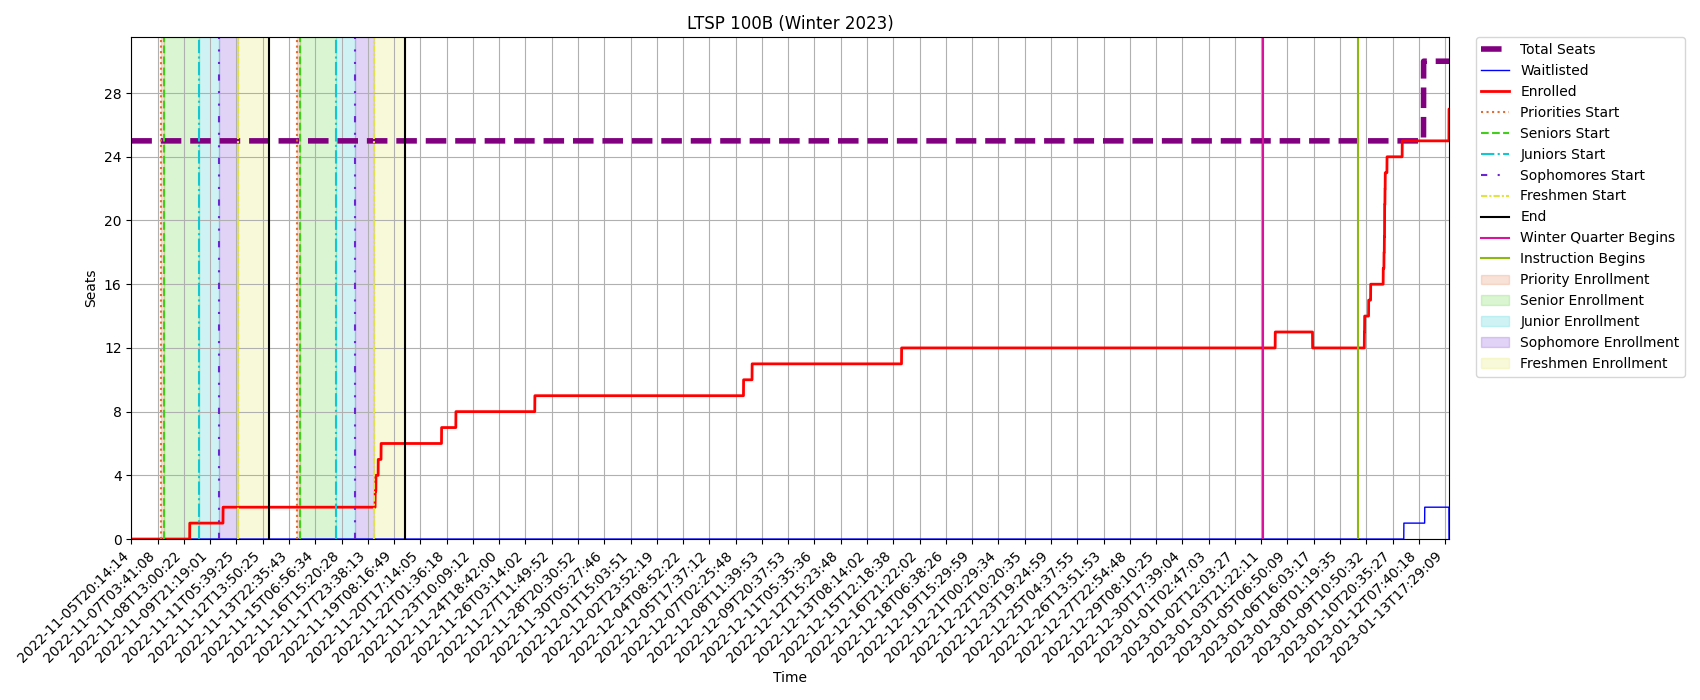 LTSP 100B (Winter 2023)
Total Seats
Waitlisted
Enrolled
Priorities Start
Seniors Start
Juniors Start
Sophomores Start
Freshmen Start
End
Winter Quarter Begins
Instruction Begins
Priority Enrollment
Senior Enrollment
Junior Enrollment
Sophomore Enrollment
Freshmen Enrollment
Seats
28
24
20
16
12
8
4
0
2022-11-05T20:14:14
2022-11-07T03:41:08
2022-11-08T13:00:22
2022-11-09T21:19:01
2022-11-11T05:39:25
2022-11-12T13:50:25
2022-11-13T22:35:43
2022-11-15T06:56:34
2022-11-16T15:20:28
2022-11-17T23:38:13
2022-11-19T08:16:49
2022-11-20T17:14:05
2022-11-22T01:36:18
2022-11-23T10:09:12
2022-11-24T18:42:00
2022-11-26T03:14:02
2022-11-27T11:49:52
2022-11-28T20:30:52
2022-11-30T05:27:46
2022-12-01T15:03:51
2022-12-02T23:52:19
2022-12-04T08:52:22
2022-12-05T17:37:12
2022-12-07T02:25:48
2022-12-08T11:39:53
2022-12-09T20:37:53
2022-12-11T05:35:36
2022-12-12T15:23:48
2022-12-14T08:14:02
2022-12-15T12:18:38
2022-12-16T21:22:02
2022-12-18T06:38:26
2022-12-19T15:29:59
2022-12-21T00:29:34
2022-12-22T10:20:35
2022-12-23T19:24:59
2022-12-25T04:37:55
2022-12-26T13:51:53
2022-12-27T22:54:48
2022-12-29T08:10:25
2022-12-30T17:39:04
2023-01-01T02:47:03
2023-01-02T12:03:27
2023-01-03T21:22:11
2023-01-05T06:50:09
2023-01-06T16:03:17
2023-01-08T01:19:35
2023-01-09T10:50:32
2023-01-10T20:35:27
2023-01-12T07:40:18
2023-01-13T17:29:09
Time